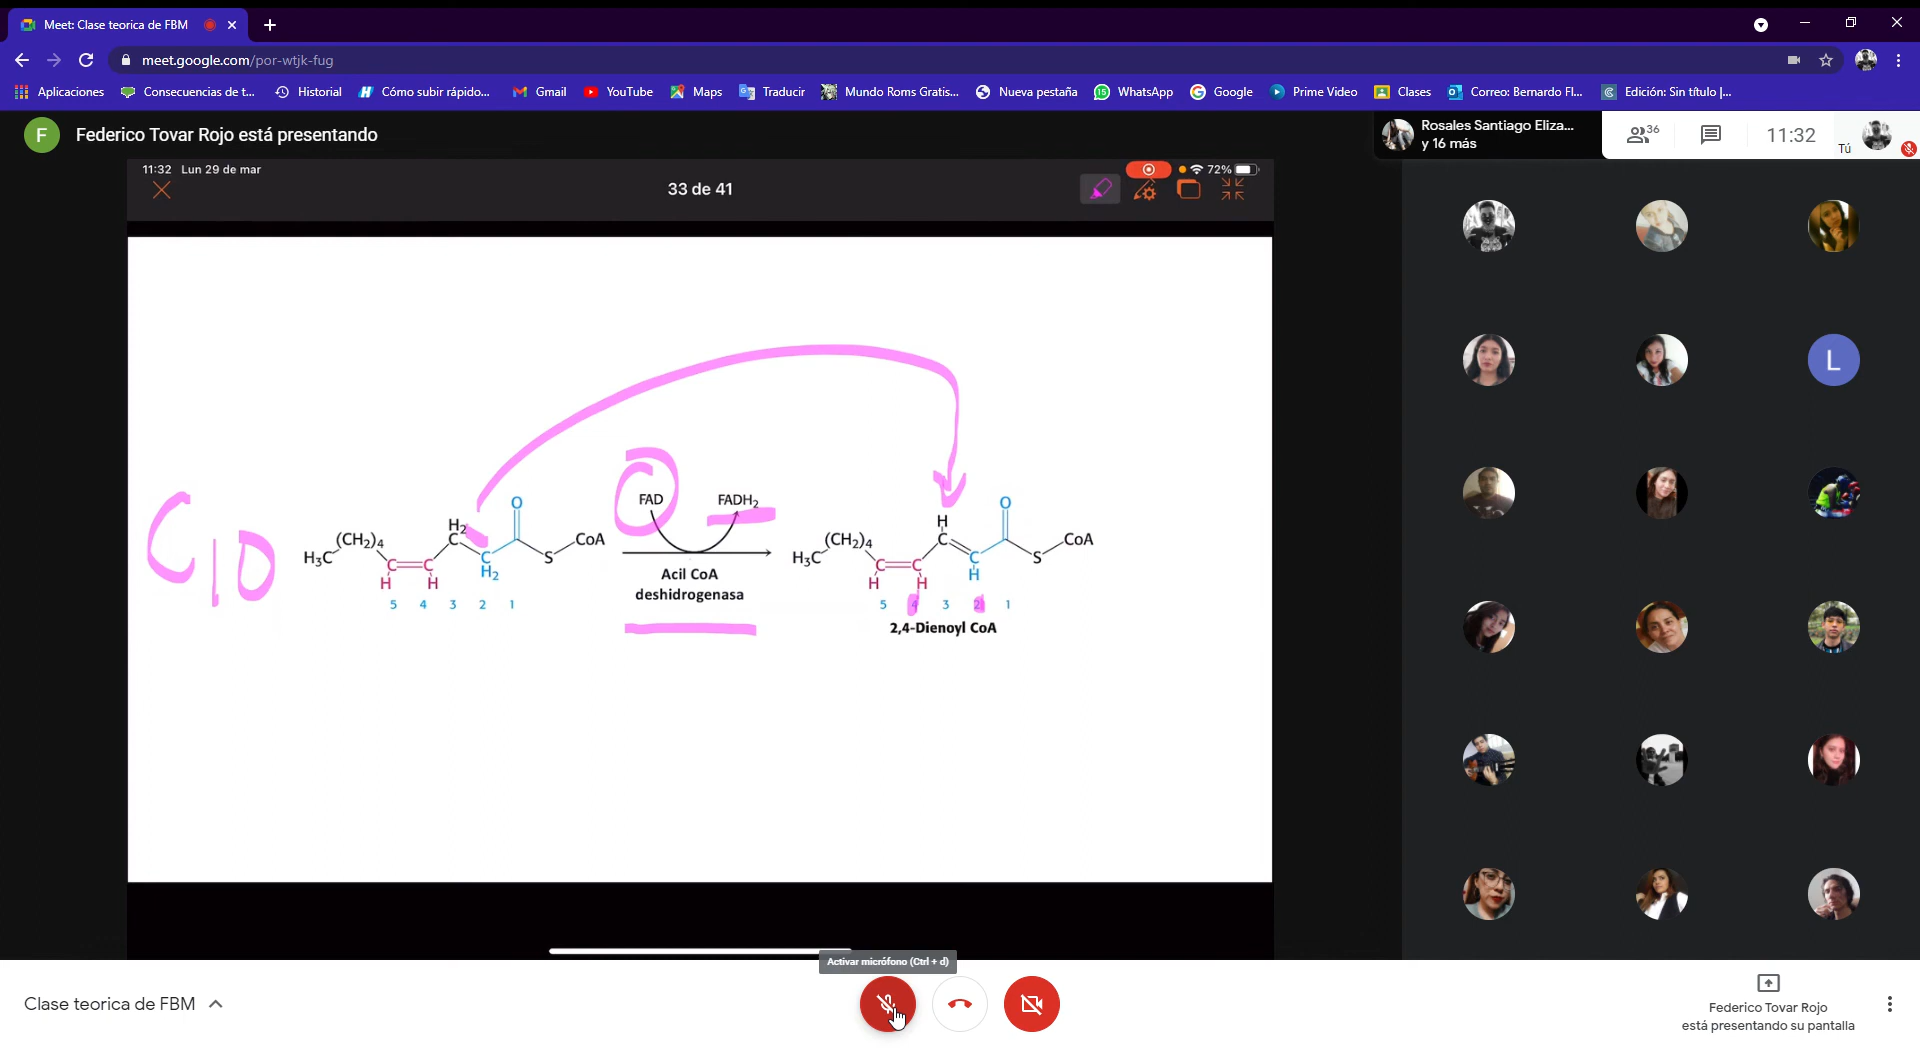 Meet: Clase teorica de FBM
meet.google.com/por-wtjk-fug
Aplicaciones Consecuencias de t... Historial Cómo subir rápido... Gmail YouTube Maps Traducir Mundo Roms Gratis... Nueva pestaña WhatsApp Google Prime Video Clases Correo: Bernardo Fl... Edición: Sin título |...
F Federico Tovar Rojo está presentando
Rosales Santiago Eliza...
y 16 más
36
11:32
Tú
11:32 Lun 29 de mar
72%
33 de 41
L
C10
FAD FADH2
H3C (CH2)4 C C H H H2 C C H2 O S CoA
5 4 3 2 1
Acil CoA
deshidrogenasa
H3C (CH2)4 C C H H H C C H O S CoA
5 4 3 2 1
2,4-Dienoyl CoA
Activar micrófono (Ctrl + d)
Clase teorica de FBM
Federico Tovar Rojo
está presentando su pantalla